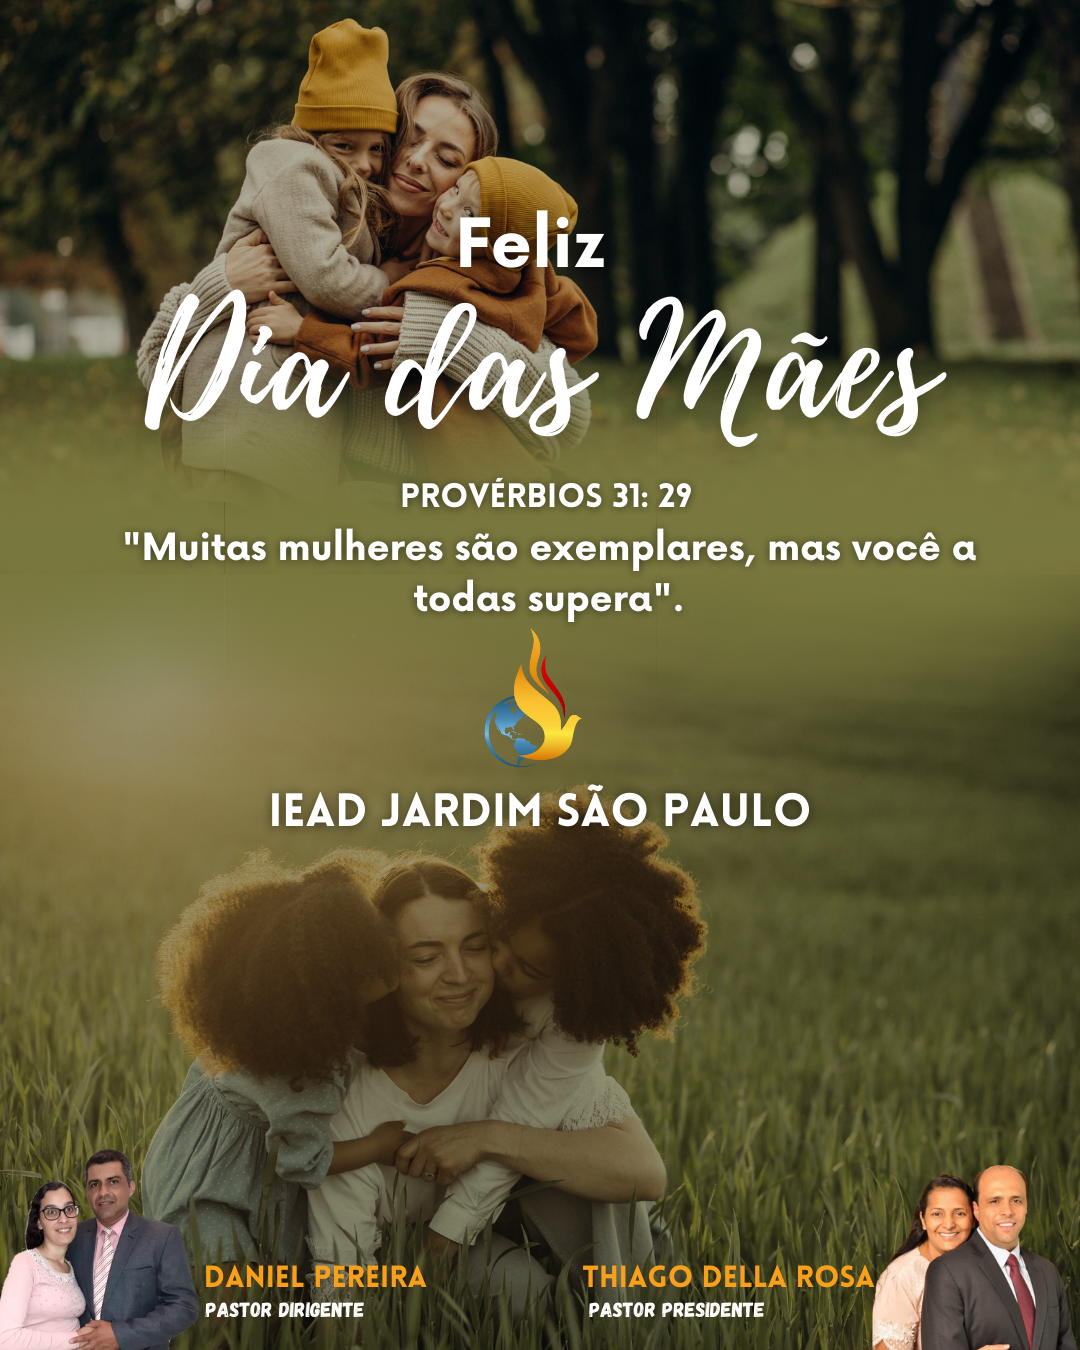 Feliz
Dia das Mães
PROVÉRBIOS 31: 29
"Muitas mulheres são exemplares, mas você a
todas supera".
IEAD JARDIM SÃO PAULO
DANIEL PEREIRA
PASTOR DIRIGENTE
THIAGO DELLA ROSA
PASTOR PRESIDENTE